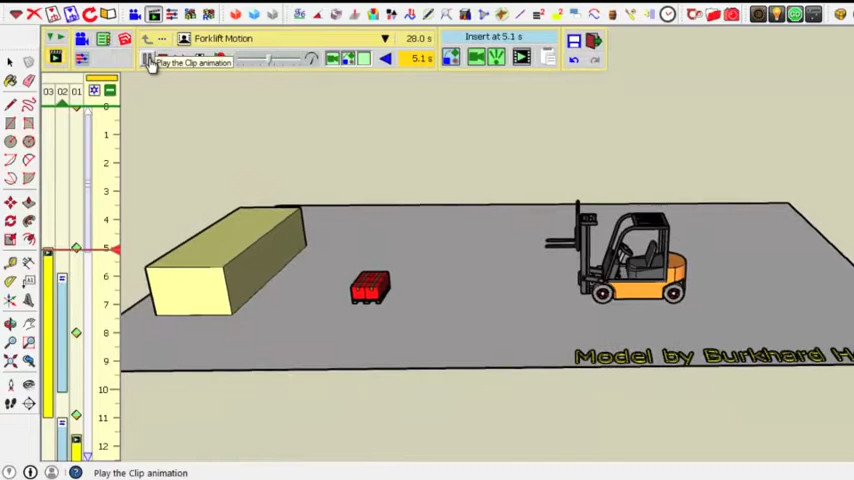 Forklift Motion
28.0 s
Insert at 5.1 s
Play the Clip animation
5.1 s
03 02 01
0
1
2
3
4
5
6
7
8
9
10
11
12
Model by Burkhard H
Play the Clip animation